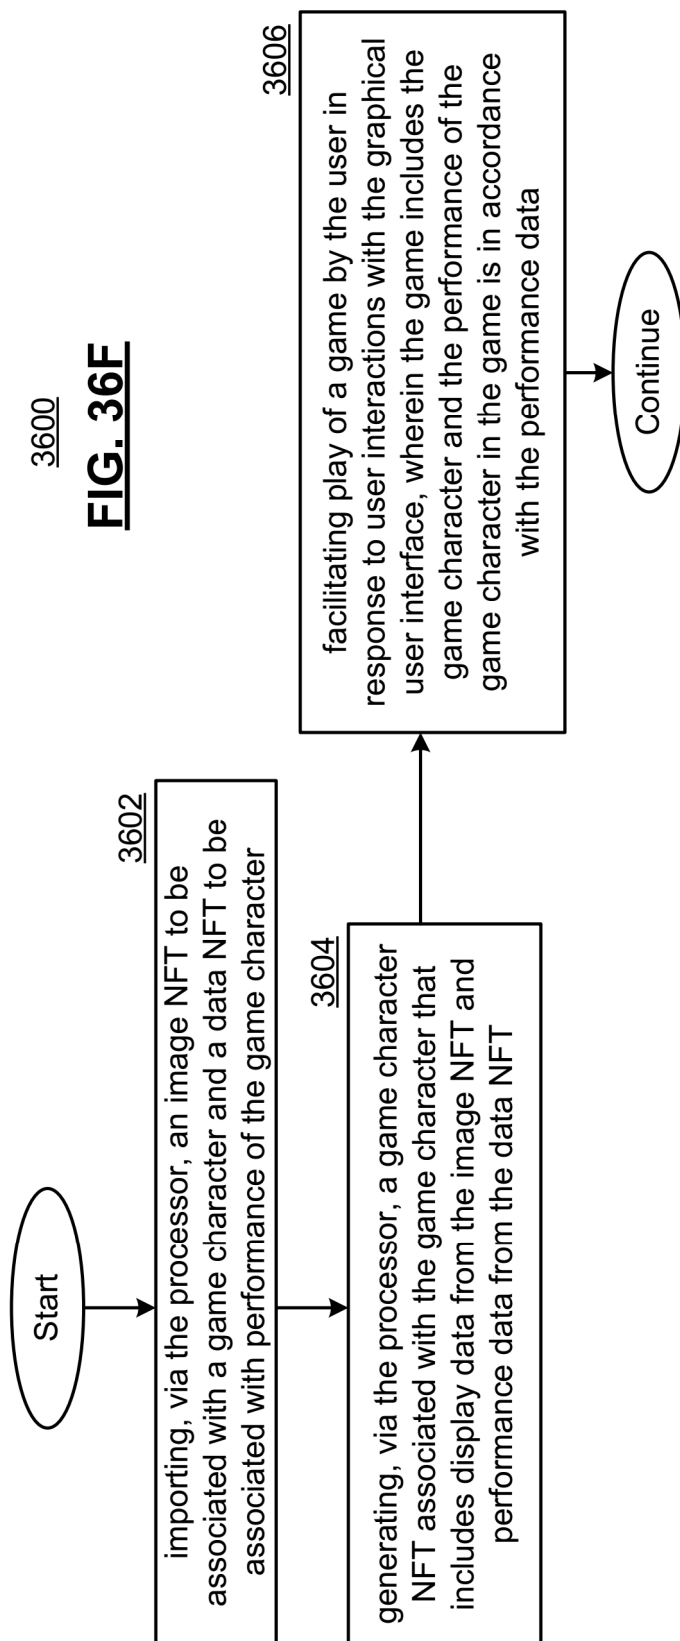 3600
FIG. 36F
Start
3602
importing, via the processor, an image NFT to be
associated with a game character and a data NFT to be
associated with performance of the game character
3604
generating, via the processor, a game character
NFT associated with the game character that
includes display data from the image NFT and
performance data from the data NFT
3606
facilitating play of a game by the user in
response to user interactions with the graphical
user interface, wherein the game includes the
game character and the performance of the
game character in the game is in accordance
with the performance data
Continue